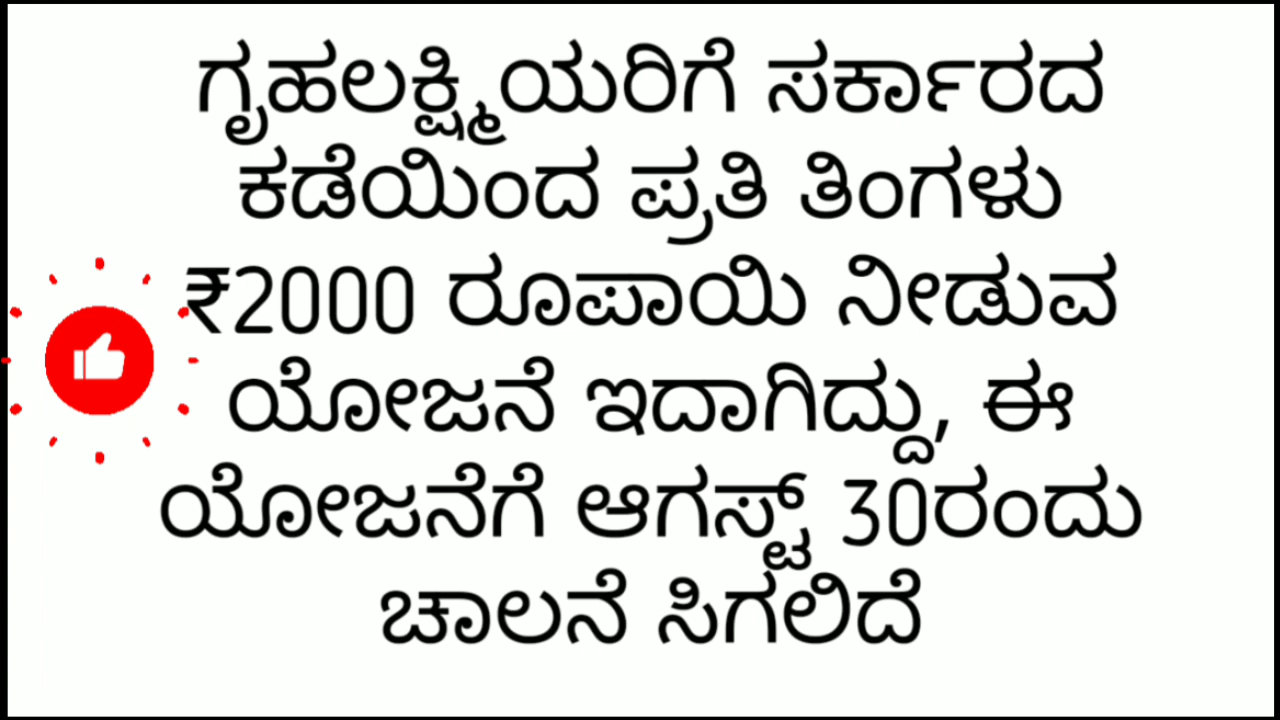 ಗೃಹಲಕ್ಷ್ಮಿಯರಿಗೆ ಸರ್ಕಾರದ
ಕಡೆಯಿಂದ ಪ್ರತಿ ತಿಂಗಳು
₹2000 ರೂಪಾಯಿ ನೀಡುವ
ಯೋಜನೆ ಇದಾಗಿದ್ದು, ಈ
ಯೋಜನೆಗೆ ಆಗಸ್ಟ್ 30ರಂದು
ಚಾಲನೆ ಸಿಗಲಿದೆ